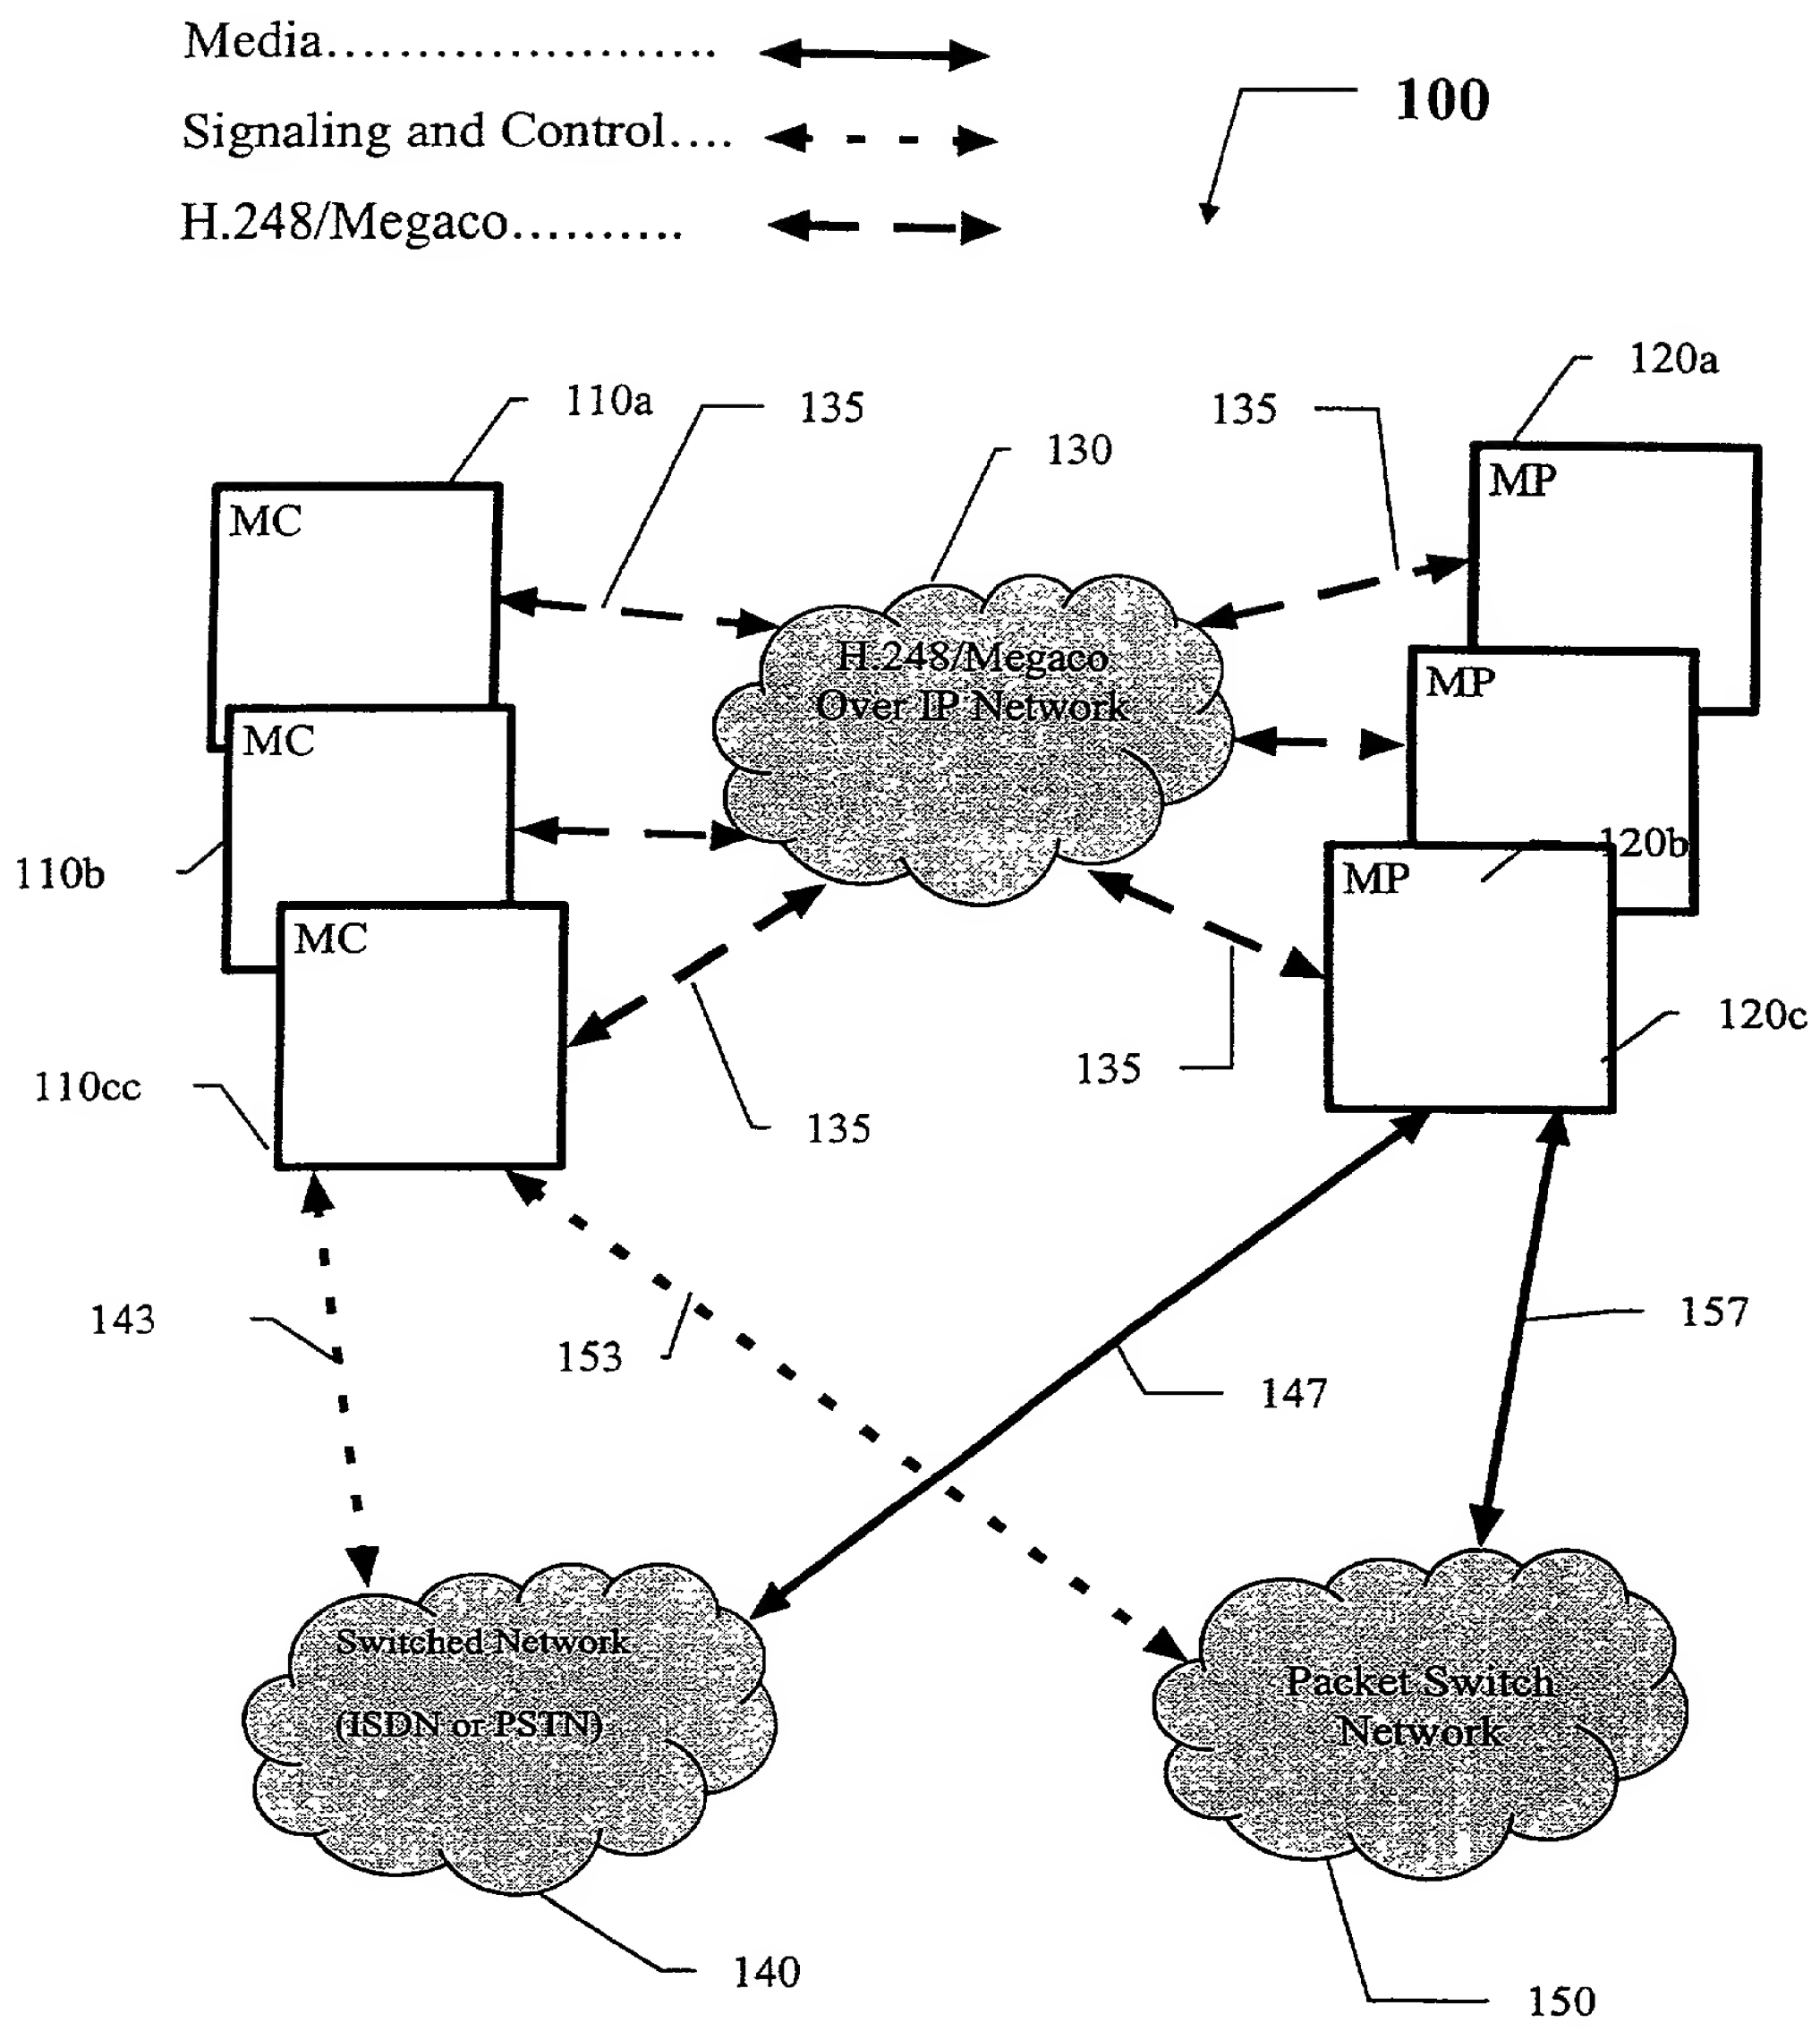 Media.......................
100
Signaling and Control....
H.248/Megaco..........
120a
110a
135
135
130
MP
MC
H.248/Megaco
Over IP Network
MP
MC
120b
110b
MP
MC
120c
135
110cc
135
143
157
153
147
Switched Network
(ISDN or PSTN)
Packet Switch
Network
140
150